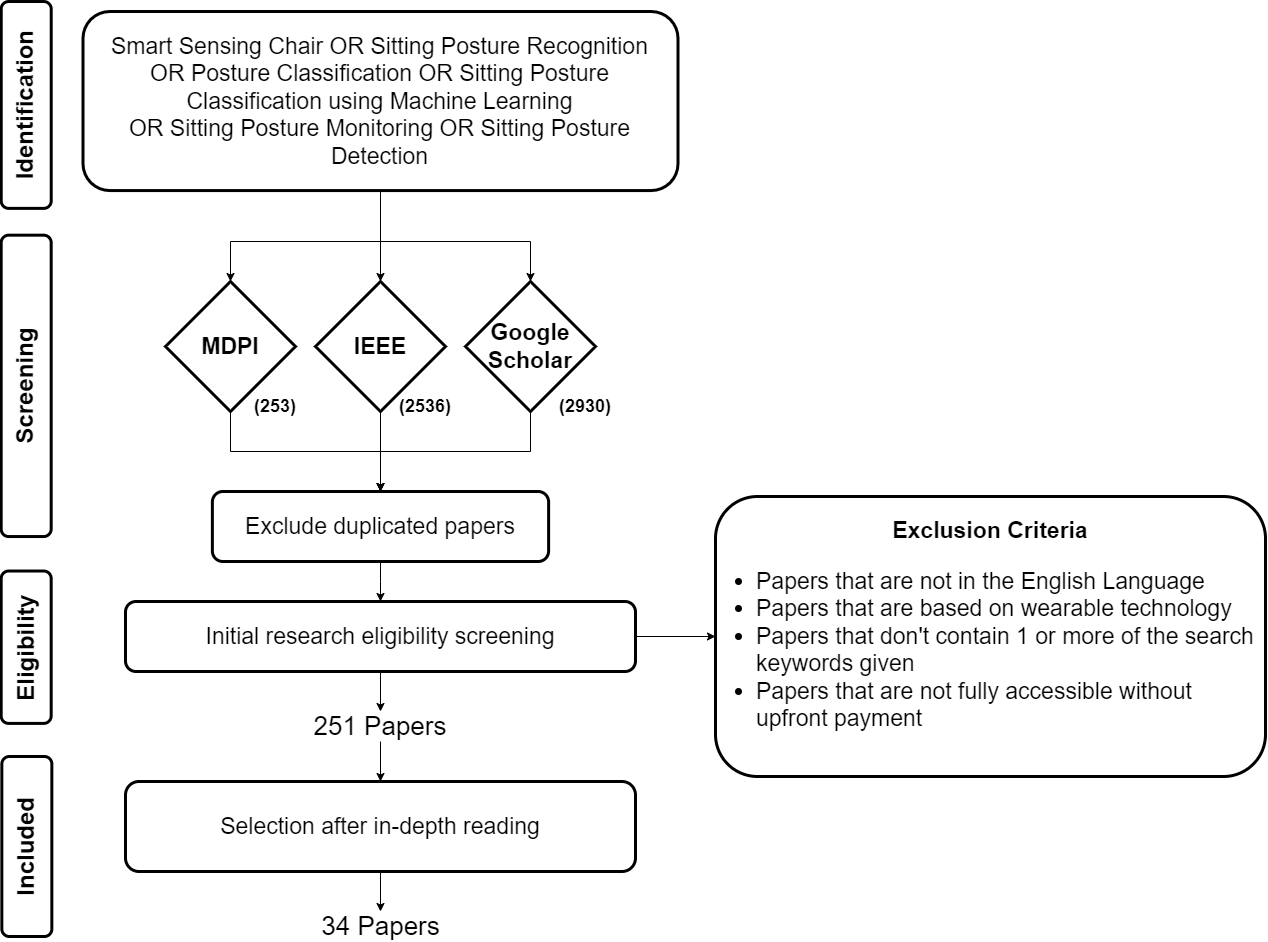 Identification
Smart Sensing Chair OR Sitting Posture Recognition
OR Posture Classification OR Sitting Posture
Classification using Machine Learning
OR Sitting Posture Monitoring OR Sitting Posture
Detection
Screening
MDPI
(253)
IEEE
(2536)
Google
Scholar
(2930)
Exclude duplicated papers
Eligibility
Initial research eligibility screening
Exclusion Criteria
• Papers that are not in the English Language
• Papers that are based on wearable technology
• Papers that don't contain 1 or more of the search
keywords given
• Papers that are not fully accessible without
upfront payment
251 Papers
Included
Selection after in-depth reading
34 Papers